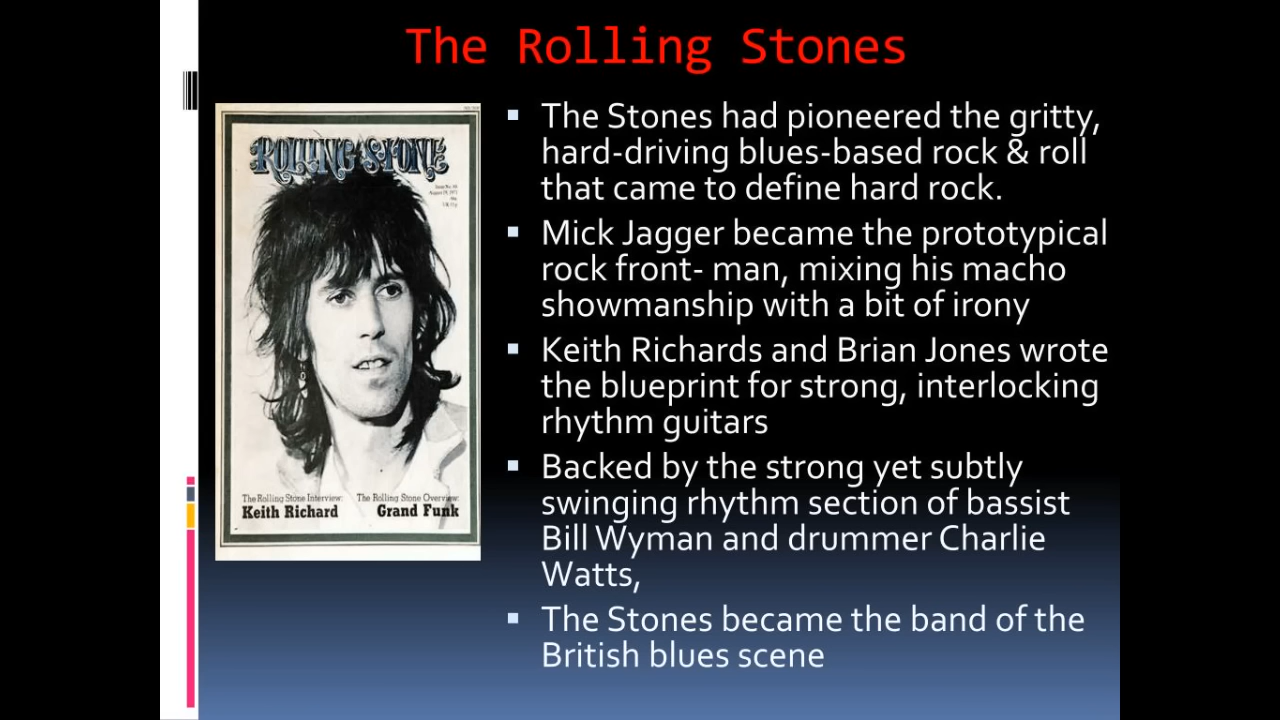 The Rolling Stones
ROLLING STONE
The Rolling Stone Interview:
Keith Richard
The Rolling Stone Overview:
Grand Funk
The Stones had pioneered the gritty,
hard-driving blues-based rock & roll
that came to define hard rock.
Mick Jagger became the prototypical
rock front- man, mixing his macho
showmanship with a bit of irony
Keith Richards and Brian Jones wrote
the blueprint for strong, interlocking
rhythm guitars
Backed by the strong yet subtly
swinging rhythm section of bassist
Bill Wyman and drummer Charlie
Watts,
The Stones became the band of the
British blues scene